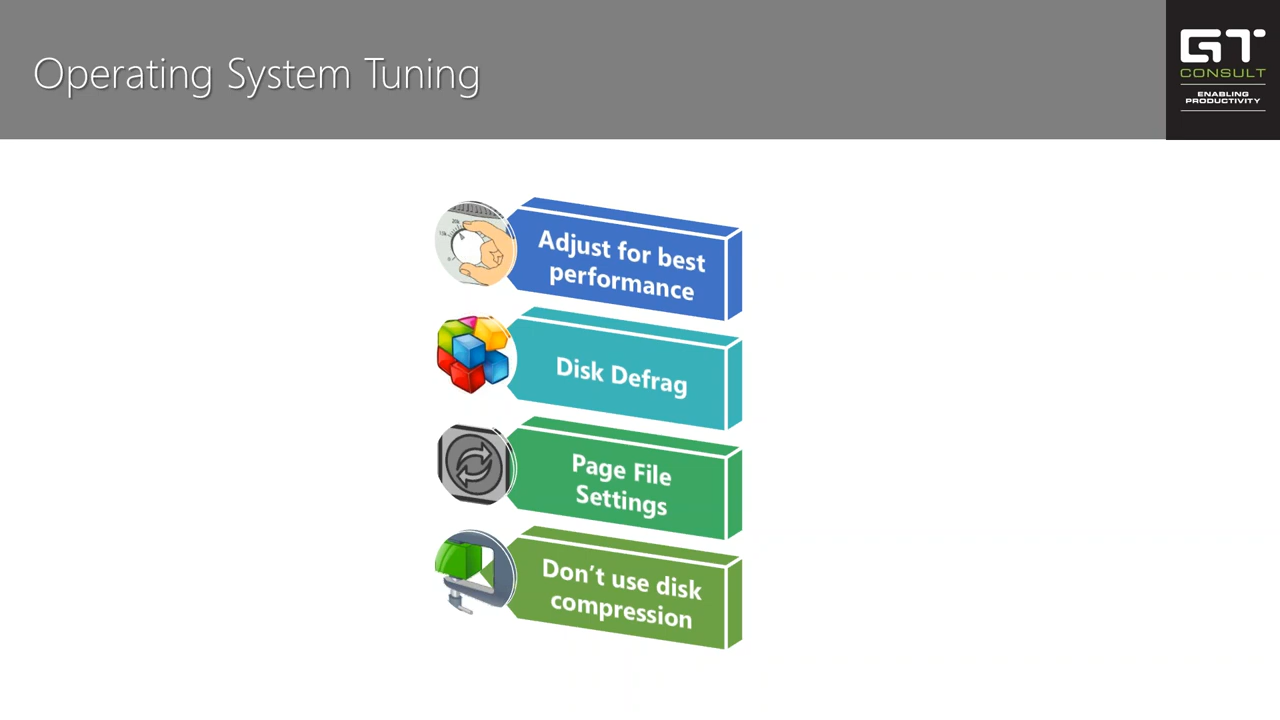 Operating System Tuning
GT
CONSULT
ENABLING
PRODUCTIVITY
Adjust for best
performance
Disk Defrag
Page File
Settings
Don’t use disk
compression